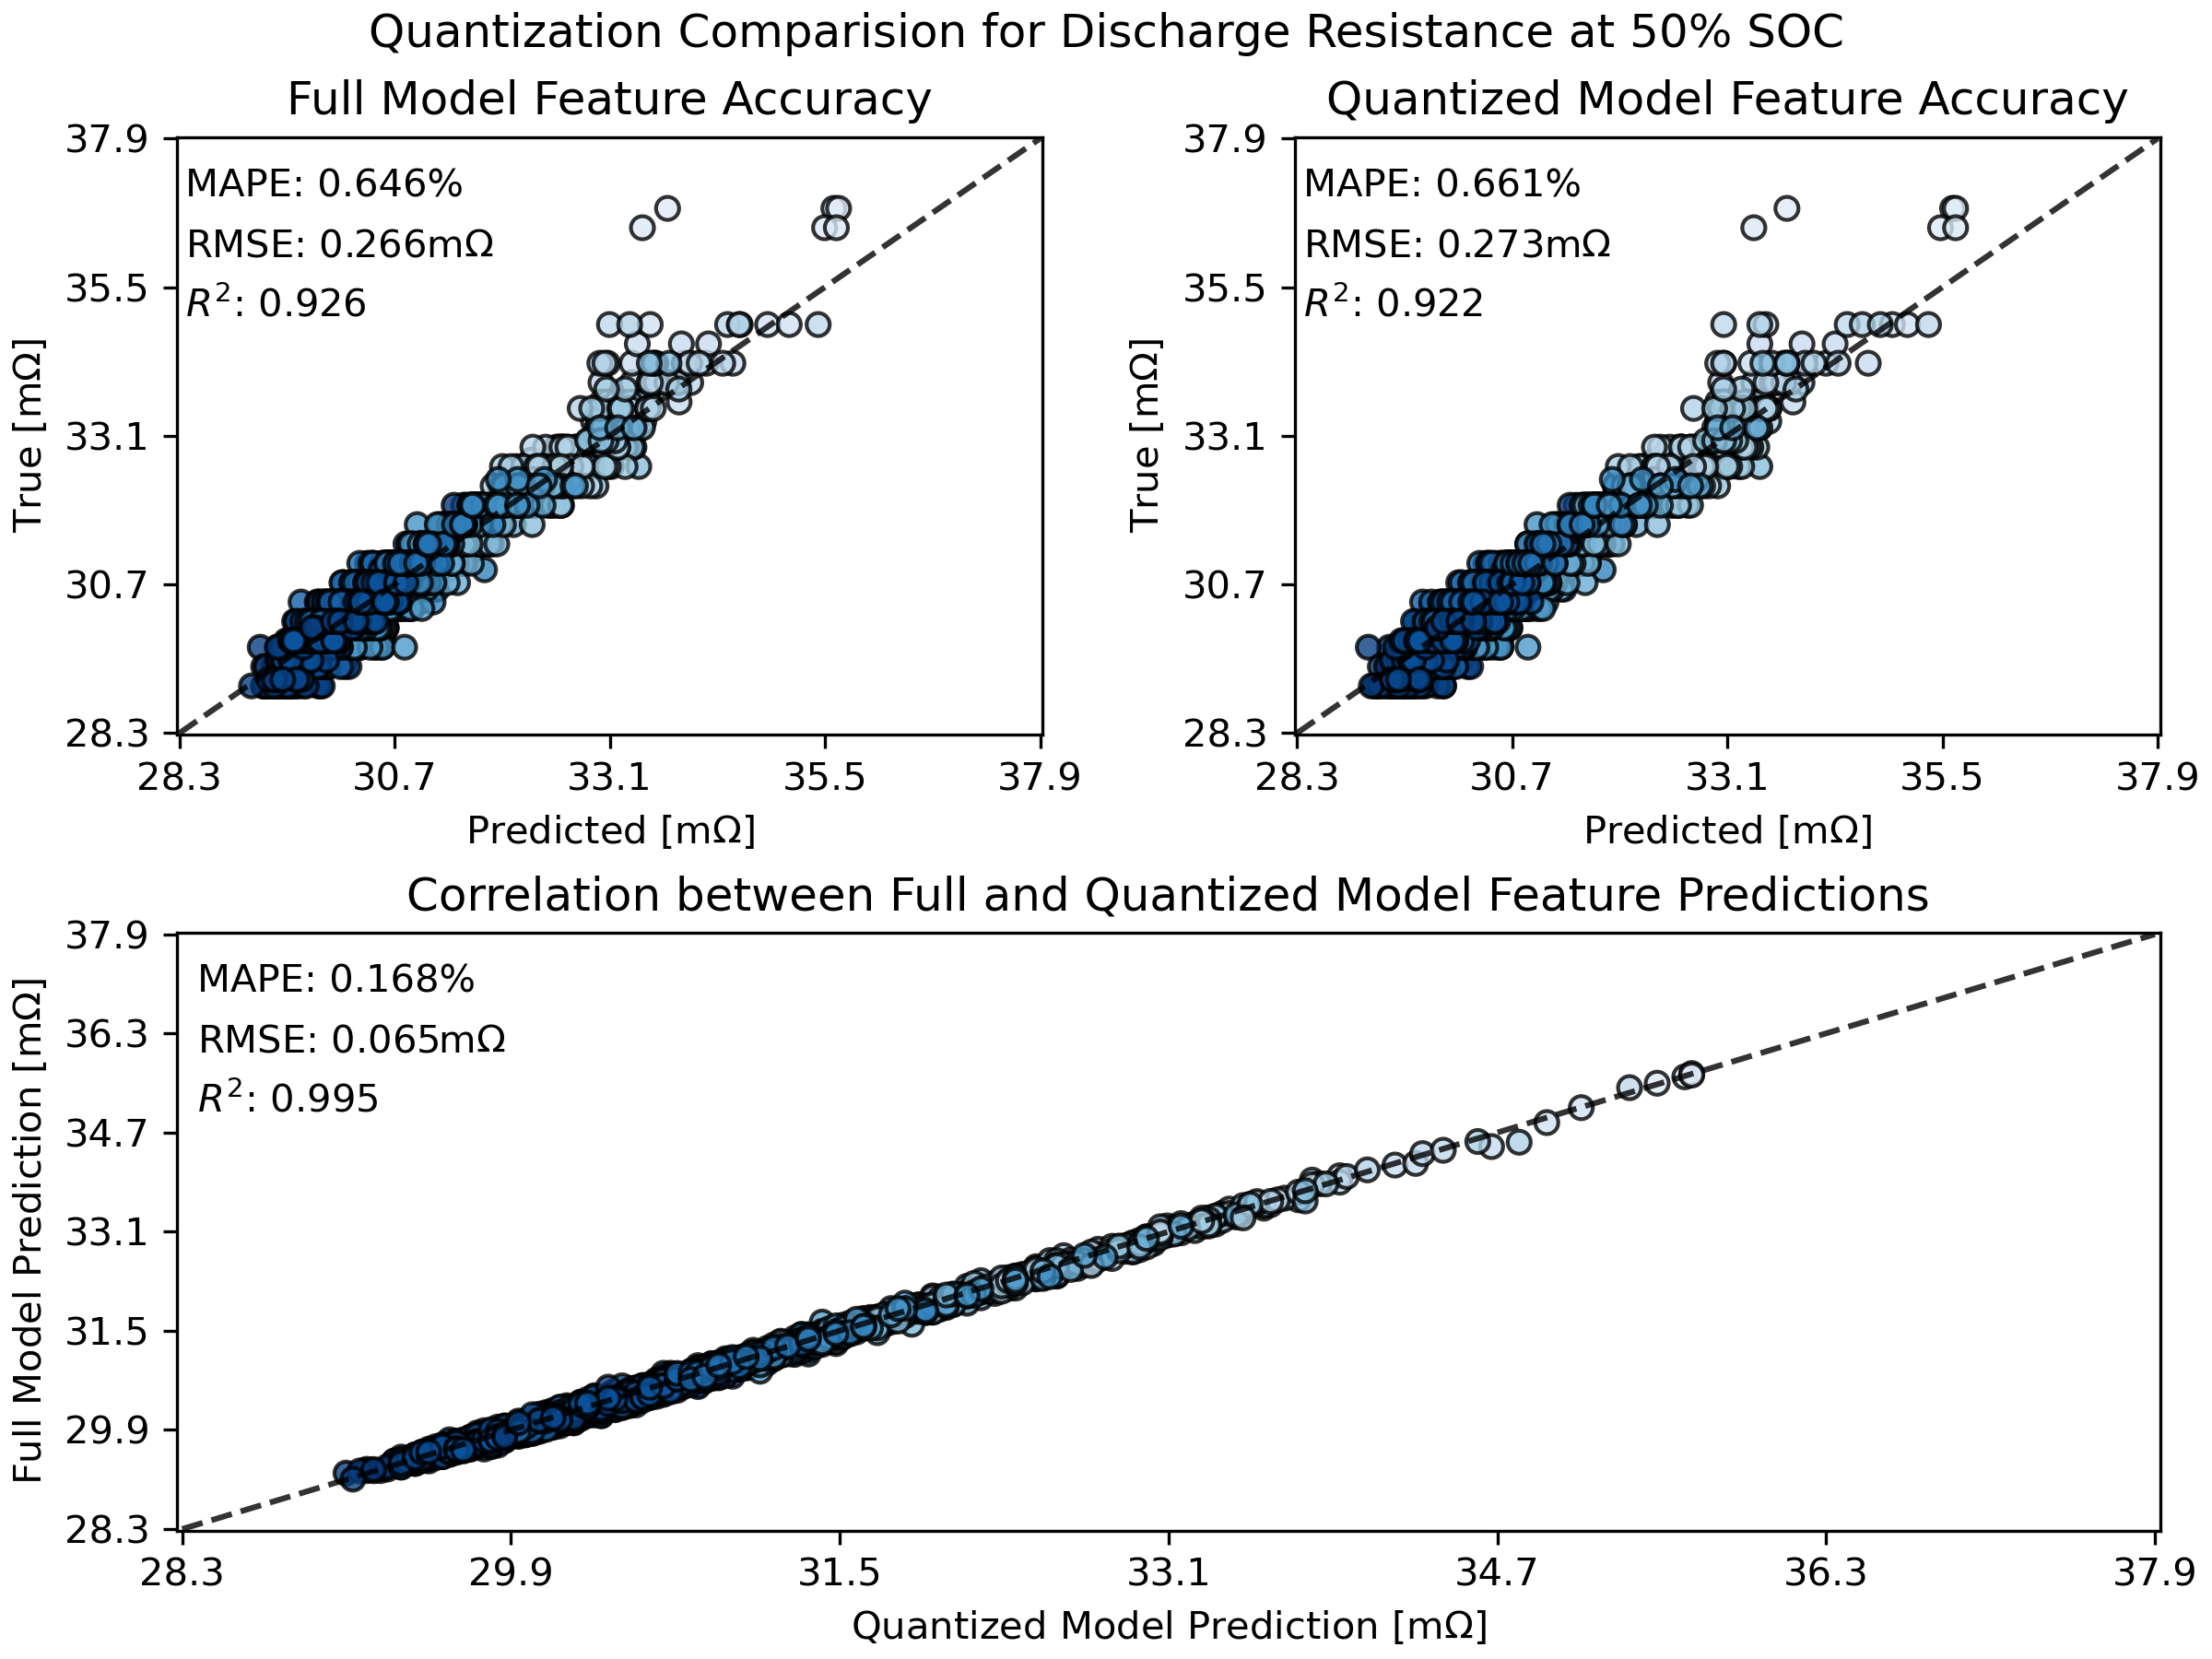 Quantization Comparision for Discharge Resistance at 50% SOC
Full Model Feature Accuracy
37.9
35.5
33.1
30.7
28.3
True [mΩ]
MAPE: 0.646%
RMSE: 0.266mΩ
R²: 0.926
28.3 30.7 33.1 35.5 37.9
Predicted [mΩ]
Quantized Model Feature Accuracy
37.9
35.5
33.1
30.7
28.3
True [mΩ]
MAPE: 0.661%
RMSE: 0.273mΩ
R²: 0.922
28.3 30.7 33.1 35.5 37.9
Predicted [mΩ]
Correlation between Full and Quantized Model Feature Predictions
37.9
36.3
34.7
33.1
31.5
29.9
28.3
Full Model Prediction [mΩ]
MAPE: 0.168%
RMSE: 0.065mΩ
R²: 0.995
28.3 29.9 31.5 33.1 34.7 36.3 37.9
Quantized Model Prediction [mΩ]